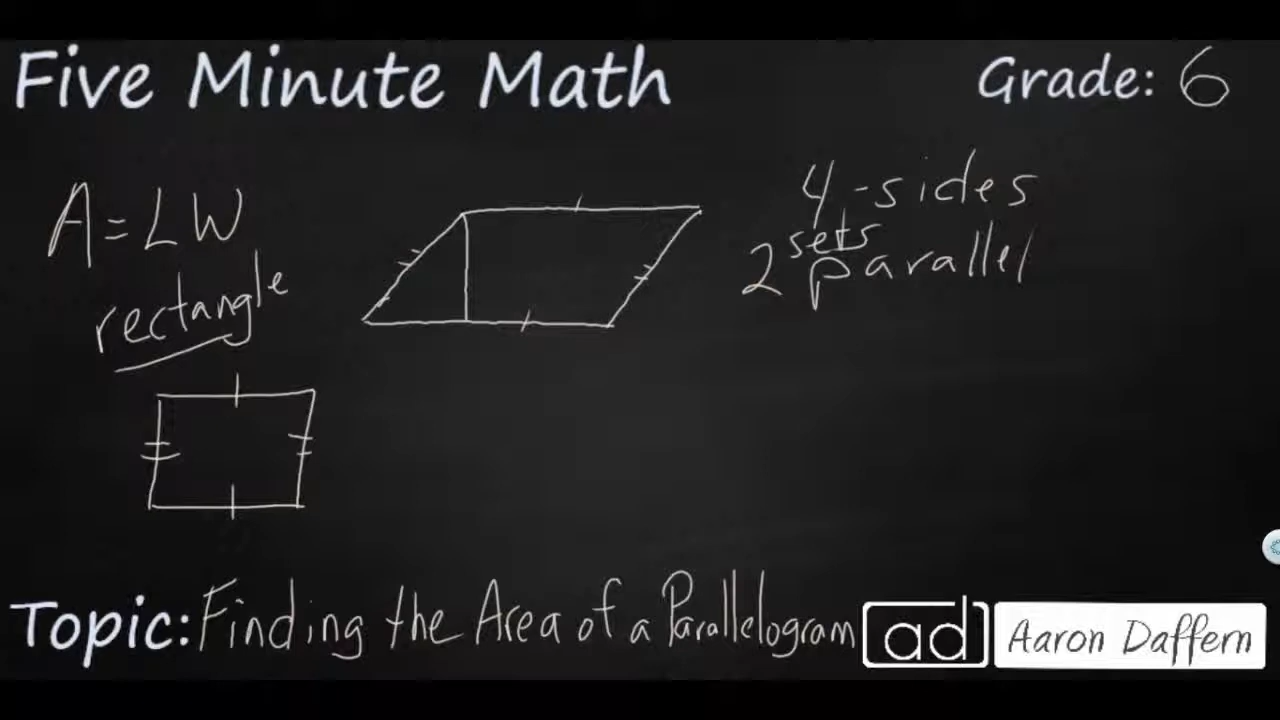 Five Minute Math
Grade: 6
A = LW
rectangle
4-sides
2 sets parallel
Topic: Finding the Area of a Parallelogram
ad Aaron Daffern